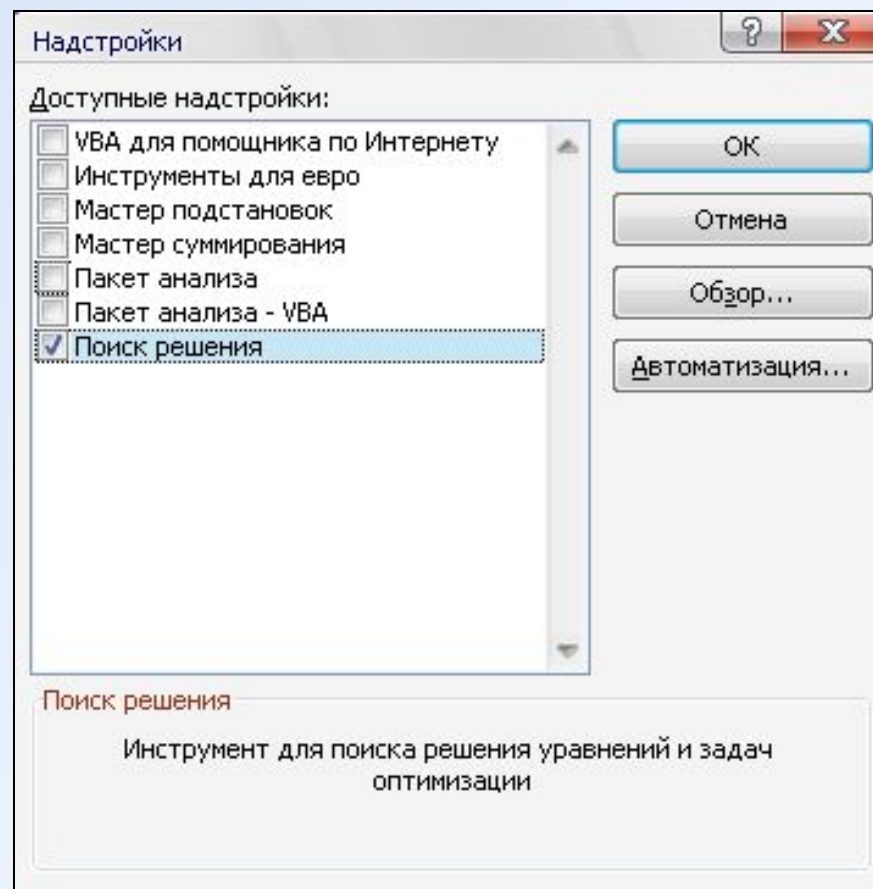 Надстройки
Доступные надстройки:
VBA для помощника по Интернету
Инструменты для евро
Мастер подстановок
Мастер суммирования
Пакет анализа
Пакет анализа - VBA
Поиск решения
ОК
Отмена
Обзор...
Автоматизация...
Поиск решения
Инструмент для поиска решения уравнений и задач
оптимизации